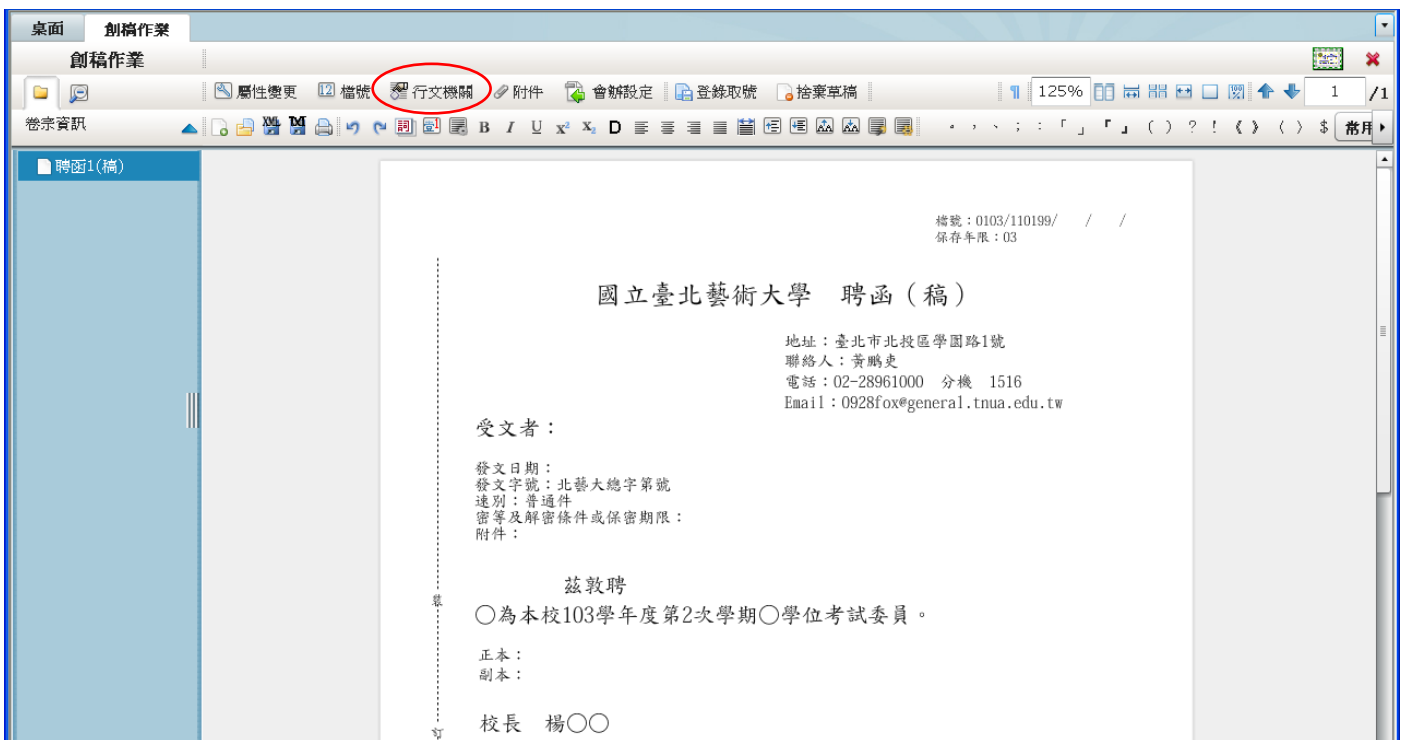 桌面 創稿作業
創稿作業
屬性變更 12 檔號 行文機關 附件 會辦設定 登錄取號 捨棄草稿 ¶ 125% 1 /1
卷宗資訊 B I U x² X₂ D 。 , 、 ; : 「 」 『 』 ( ) ? ! 《 》 〈 〉 $ 常用
聘函1(稿)
檔號:0103/110199/ / /
保存年限:03
國立臺北藝術大學 聘函(稿)
地址:臺北市北投區學園路1號
聯絡人:黃鵬吏
電話:02-28961000 分機 1516
Email:0928fox@general.tnua.edu.tw
受文者:
發文日期:
發文字號:北藝大總字第號
速別:普通件
密等及解密條件或保密期限:
附件:
茲敦聘
裝
○為本校103學年度第2次學期○學位考試委員。
正本:
副本:
校長 楊○○
訂